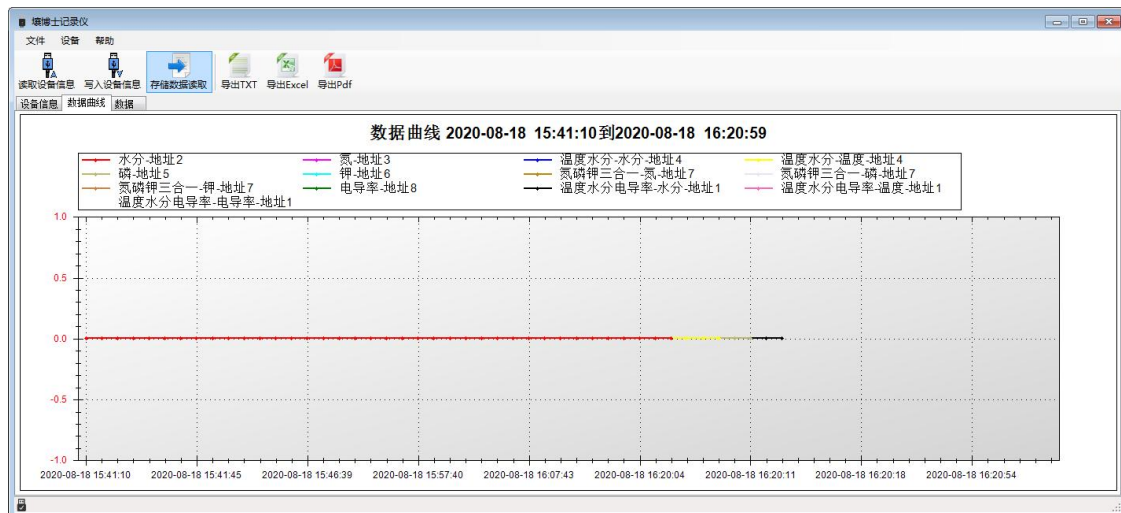 壤博士记录仪
文件 设备 帮助
读取设备信息 写入设备信息 存储数据读取 导出TXT 导出Excel 导出Pdf
设备信息 数据曲线 数据
数据曲线 2020-08-18 15:41:10到2020-08-18 16:20:59
水分-地址2 氮-地址3 温度水分-水分-地址4 温度水分-温度-地址4
磷-地址5 钾-地址6 氮磷钾三合一-氮-地址7 氮磷钾三合一-磷-地址7
氮磷钾三合一-钾-地址7 电导率-地址8 温度水分电导率-水分-地址1 温度水分电导率-温度-地址1
温度水分电导率-电导率-地址1
1.0
0.5
0.0
-0.5
-1.0
2020-08-18 15:41:10 2020-08-18 15:41:45 2020-08-18 15:46:39 2020-08-18 15:57:40 2020-08-18 16:07:43 2020-08-18 16:20:04 2020-08-18 16:20:11 2020-08-18 16:20:18 2020-08-18 16:20:54